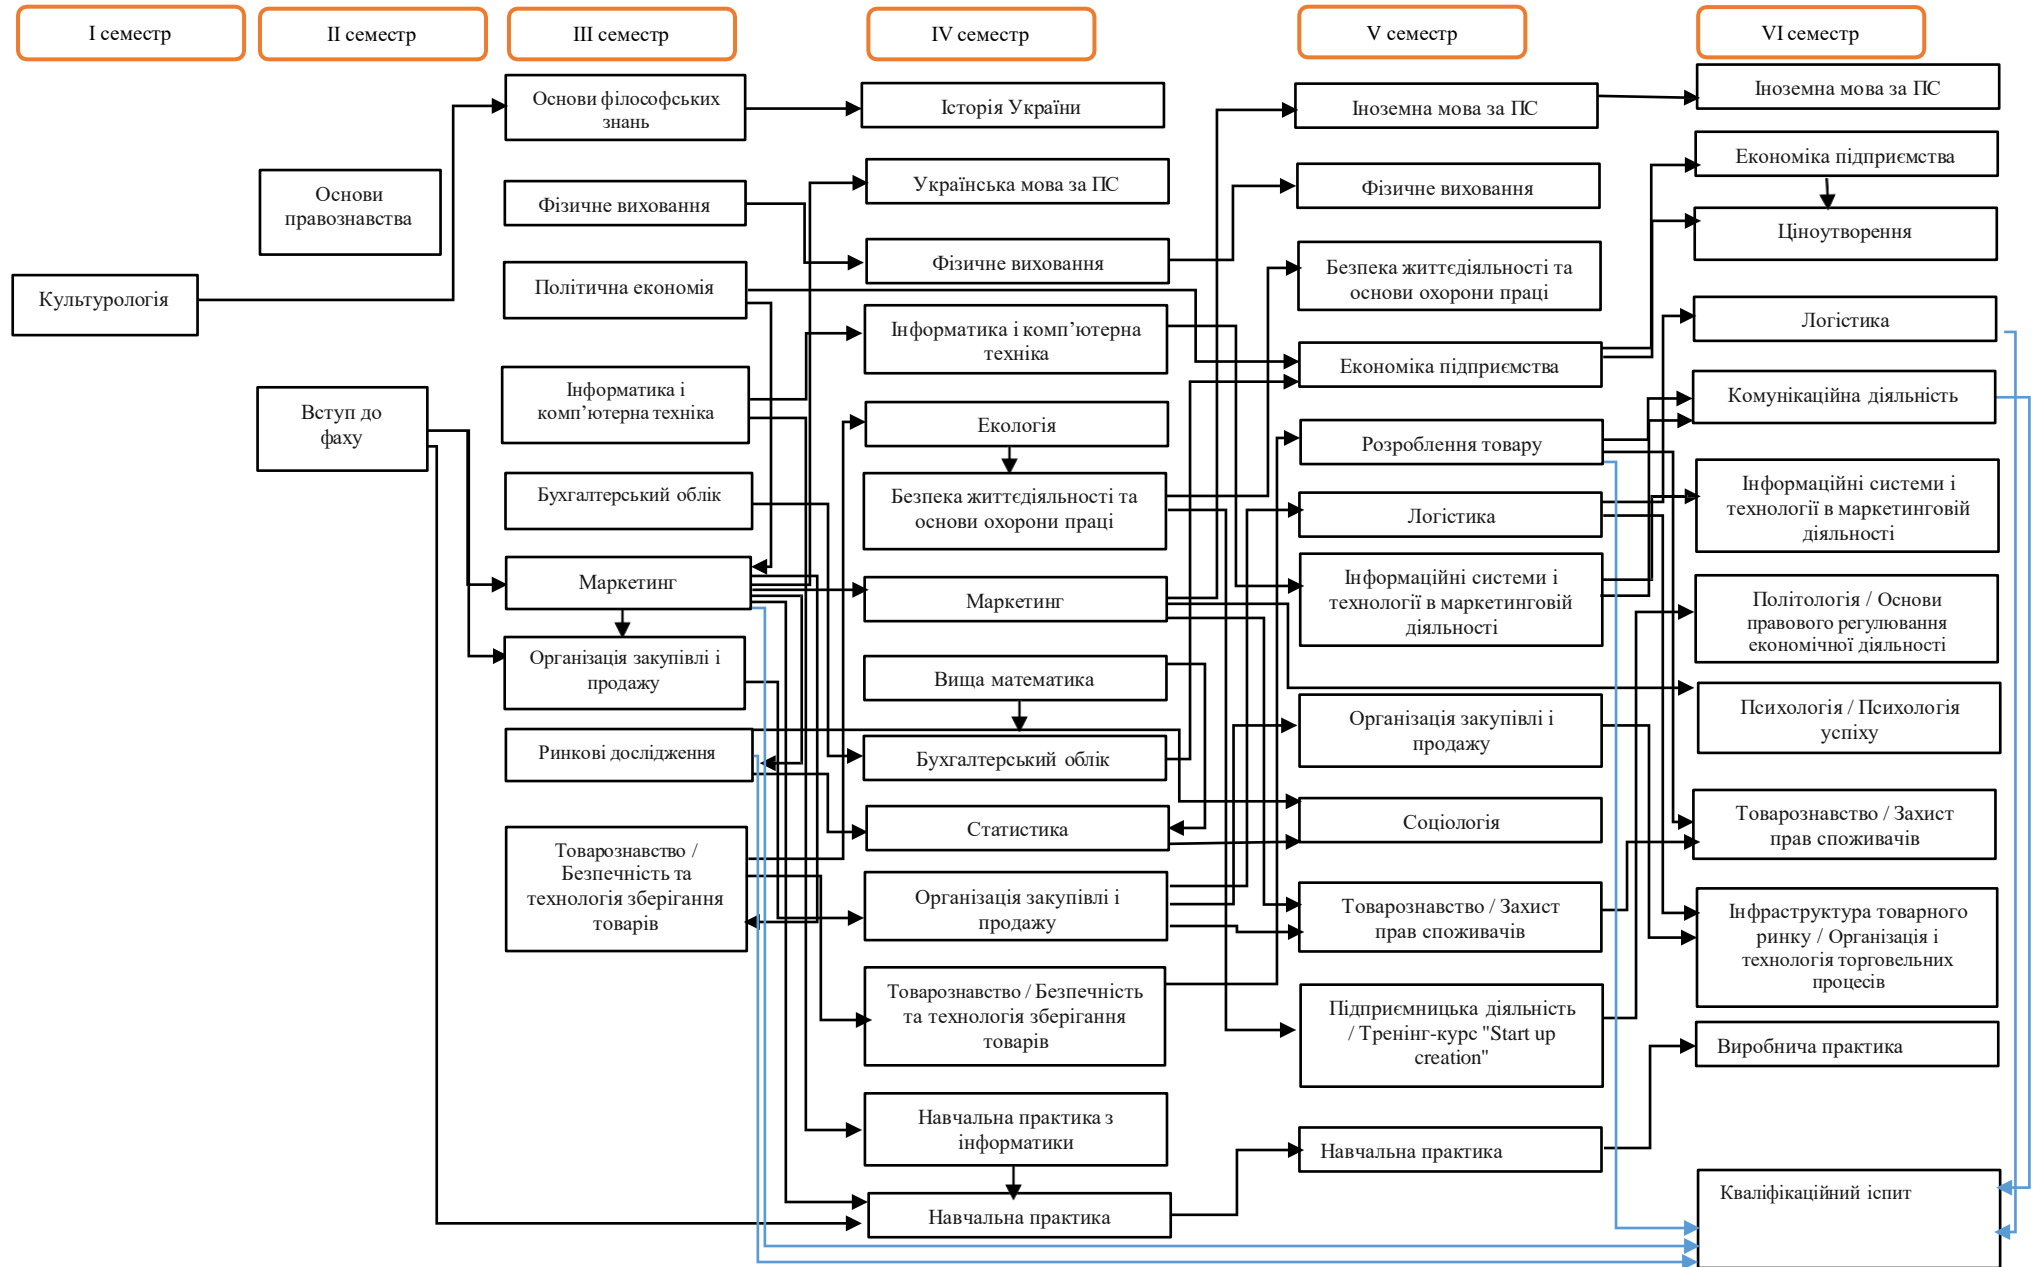 I семестр
II семестр
III семестр
IV семестр
V семестр
VI семестр
Культурологія
Основи
правознавства
Вступ до
фаху
Основи філософських
знань
Фізичне виховання
Політична економія
Інформатика і
комп’ютерна техніка
Бухгалтерський облік
Маркетинг
Організація закупівлі і
продажу
Ринкові дослідження
Товарознавство /
Безпечність та
технологія зберігання
товарів
Історія України
Українська мова за ПС
Фізичне виховання
Інформатика і комп’ютерна
техніка
Екологія
Безпека життєдіяльності та
основи охорони праці
Маркетинг
Вища математика
Бухгалтерський облік
Статистика
Організація закупівлі і
продажу
Товарознавство / Безпечність
та технологія зберігання
товарів
Навчальна практика з
інформатики
Навчальна практика
Іноземна мова за ПС
Фізичне виховання
Безпека життєдіяльності та
основи охорони праці
Економіка підприємства
Розроблення товару
Логістика
Інформаційні системи і
технології в маркетинговій
діяльності
Організація закупівлі і
продажу
Соціологія
Товарознавство / Захист
прав споживачів
Підприємницька діяльність
/ Тренінг-курс "Start up
creation"
Навчальна практика
Іноземна мова за ПС
Економіка підприємства
Ціноутворення
Логістика
Комунікаційна діяльність
Інформаційні системи і
технології в маркетинговій
діяльності
Політологія / Основи
правового регулювання
економічної діяльності
Психологія / Психологія
успіху
Товарознавство / Захист
прав споживачів
Інфраструктура товарного
ринку / Організація і
технологія торговельних
процесів
Виробнича практика
Кваліфікаційний іспит